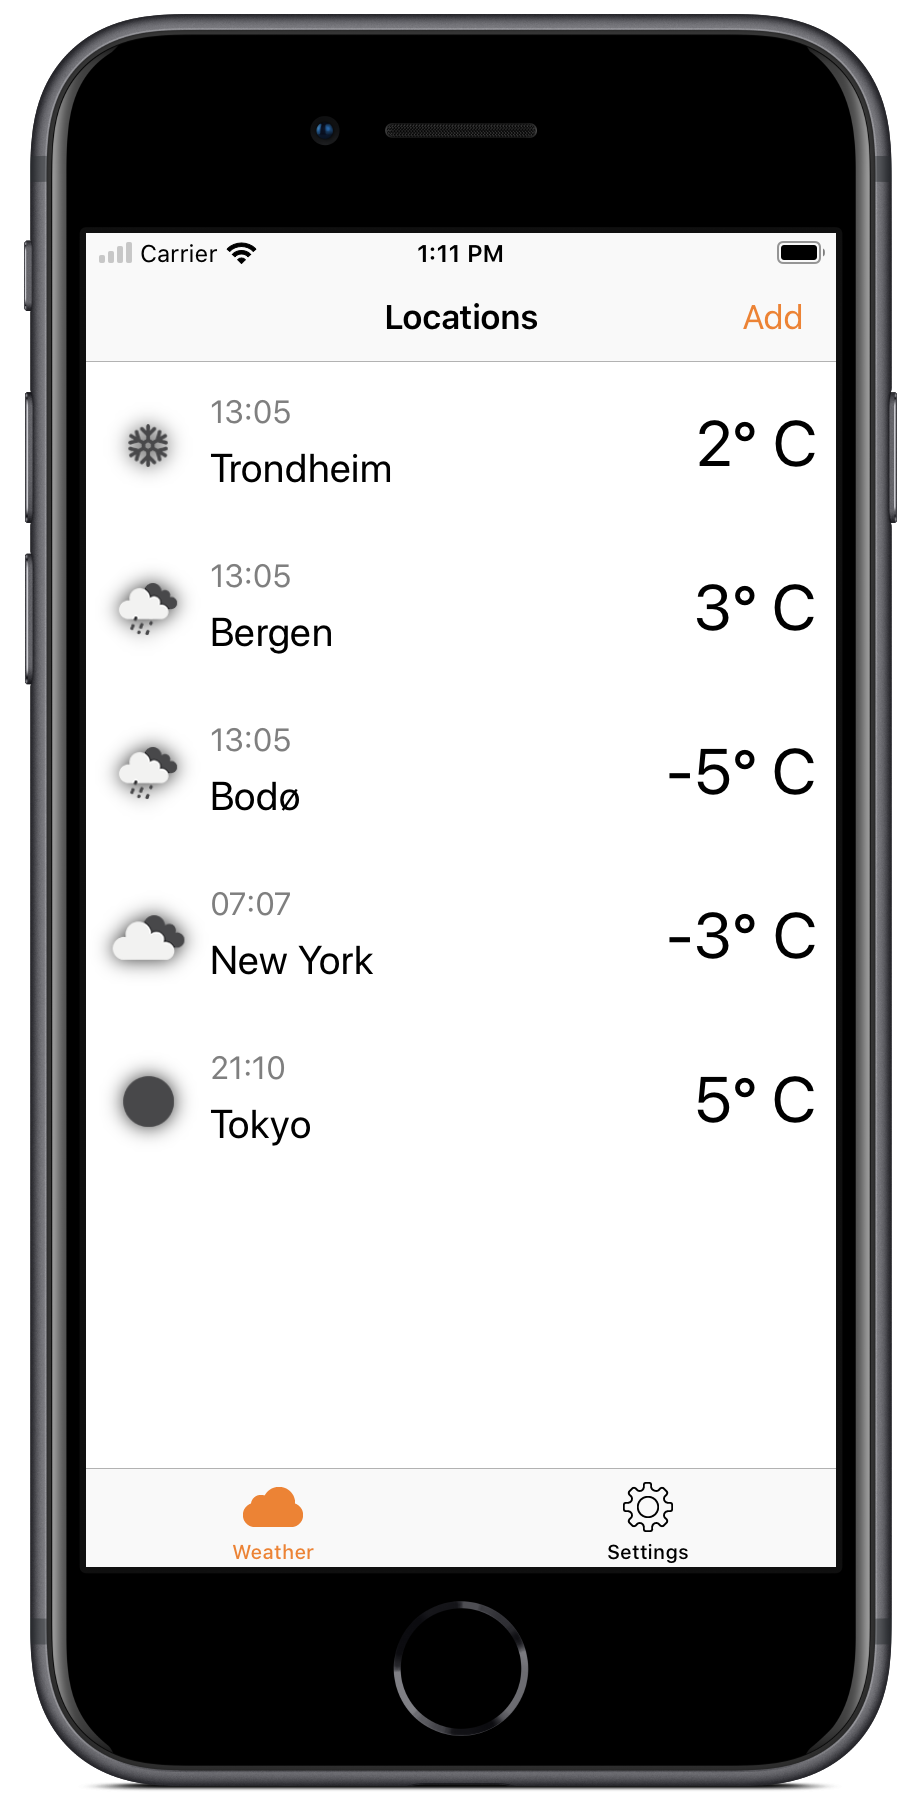 Carrier 1:11 PM
Locations Add
13:05
Trondheim
2° C
13:05
Bergen
3° C
13:05
Bodø
-5° C
07:07
New York
-3° C
21:10
Tokyo
5° C
Weather Settings